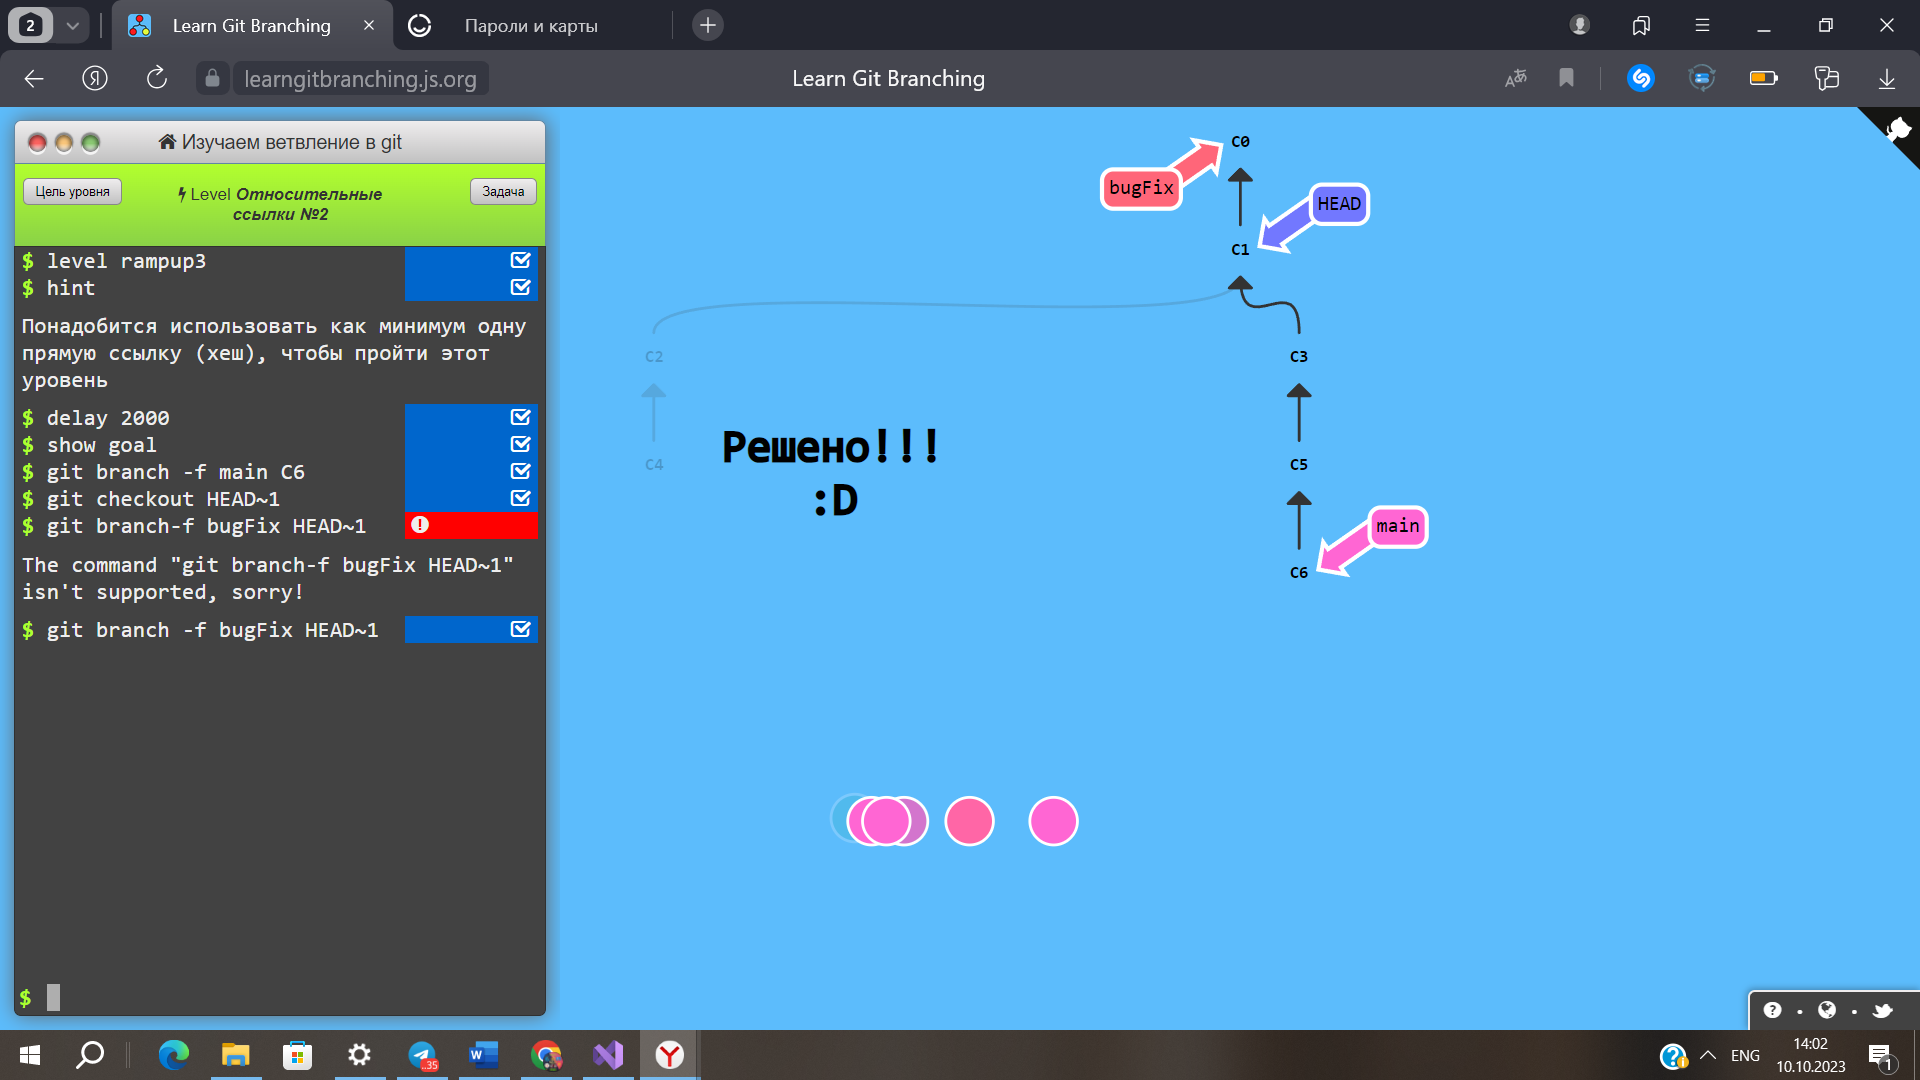 2
Learn Git Branching
Пароли и карты
learngitbranching.js.org
Learn Git Branching
Изучаем ветвление в git
Цель уровня
Level Относительные
ссылки №2
Задача
$ level rampup3
$ hint
Понадобится использовать как минимум одну
прямую ссылку (хеш), чтобы пройти этот
уровень
$ delay 2000
$ show goal
$ git branch -f main C6
$ git checkout HEAD~1
$ git branch-f bugFix HEAD~1
The command "git branch-f bugFix HEAD~1"
isn't supported, sorry!
$ git branch -f bugFix HEAD~1
$
C0
bugFix
HEAD
C1
C2
C3
Решено!!!
:D
C4
C5
main
C6
..35
ENG
14:02
10.10.2023
1